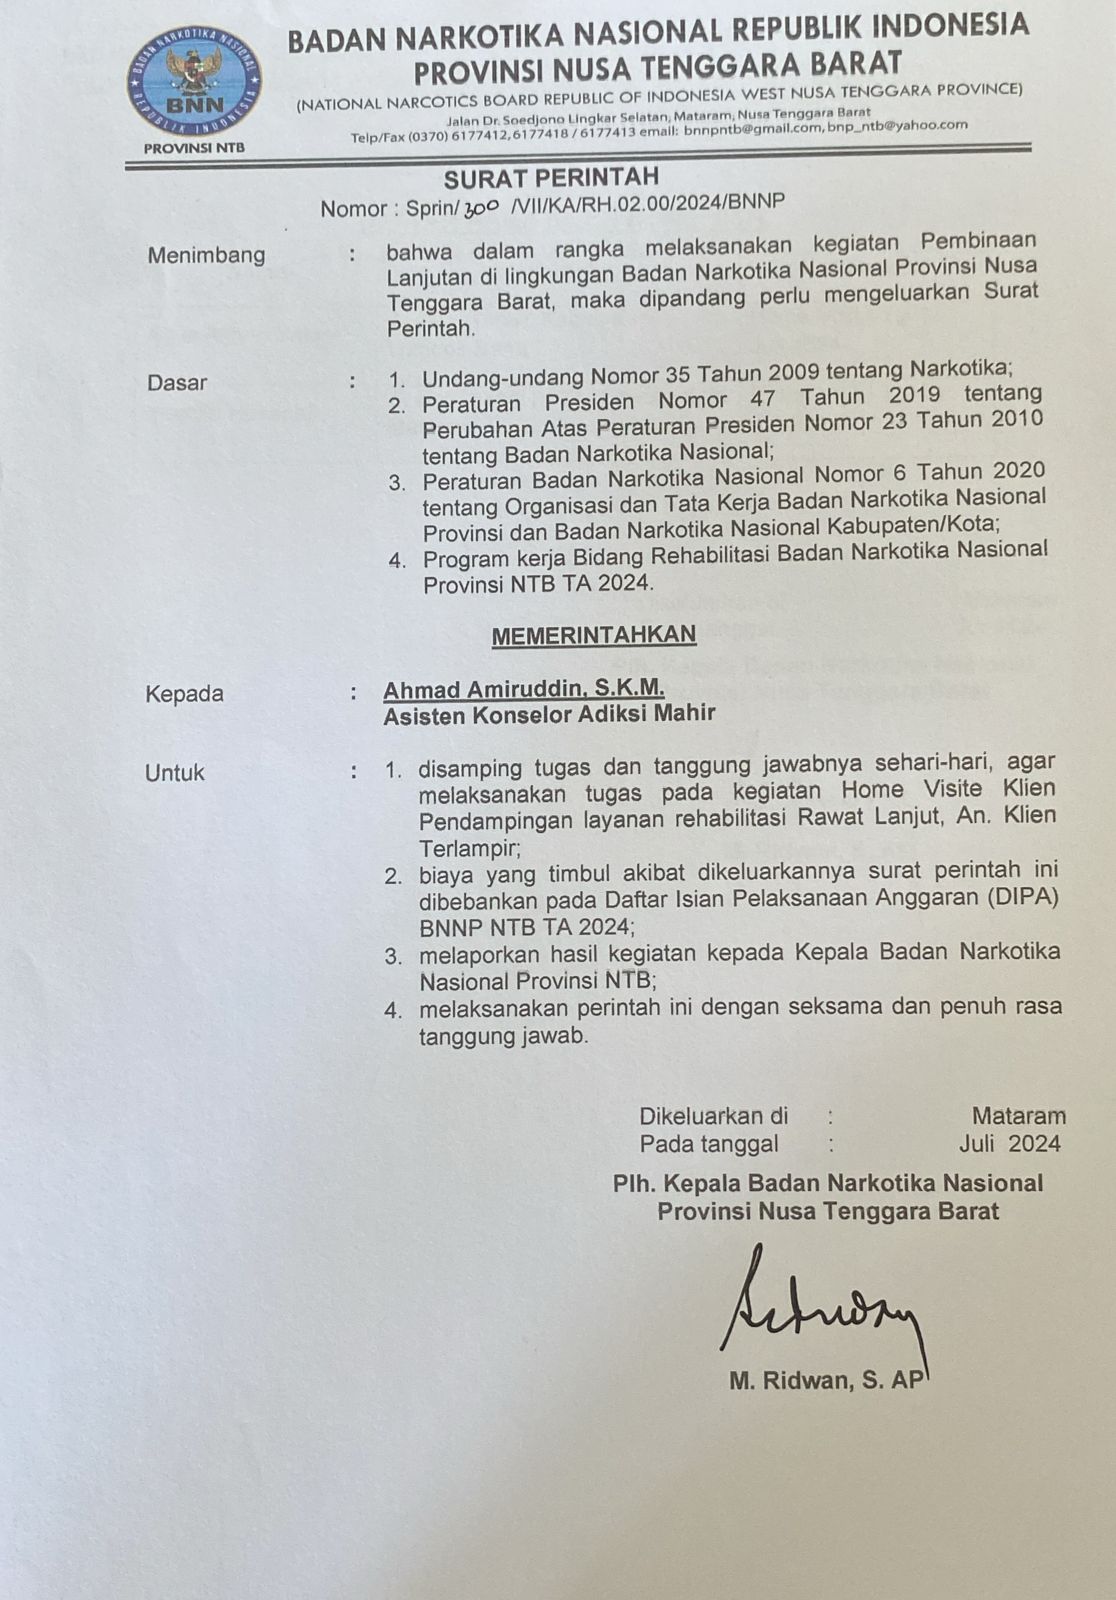 BADAN NARKOTIKA NASIONAL REPUBLIK INDONESIA
PROVINSI NUSA TENGGARA BARAT
(NATIONAL NARCOTICS BOARD REPUBLIC OF INDONESIA WEST NUSA TENGGARA PROVINCE)
Jalan Dr. Soedjono Lingkar Selatan, Mataram, Nusa Tenggara Barat
Telp/Fax (0370) 6177412,6177418 / 6177413 email: bnnpntb@gmail.com, bnp_ntb@yahoo.com
BADAN NARKOTIKA NASIONAL
BNN
REPUBLIK INDONESIA
PROVINSI NTB
SURAT PERINTAH
Nomor : Sprin/ 300 /VII/KA/RH.02.00/2024/BNNP
Menimbang : bahwa dalam rangka melaksanakan kegiatan Pembinaan
Lanjutan di lingkungan Badan Narkotika Nasional Provinsi Nusa
Tenggara Barat, maka dipandang perlu mengeluarkan Surat
Perintah.
Dasar : 1. Undang-undang Nomor 35 Tahun 2009 tentang Narkotika;
2. Peraturan Presiden Nomor 47 Tahun 2019 tentang
Perubahan Atas Peraturan Presiden Nomor 23 Tahun 2010
tentang Badan Narkotika Nasional;
3. Peraturan Badan Narkotika Nasional Nomor 6 Tahun 2020
tentang Organisasi dan Tata Kerja Badan Narkotika Nasional
Provinsi dan Badan Narkotika Nasional Kabupaten/Kota;
4. Program kerja Bidang Rehabilitasi Badan Narkotika Nasional
Provinsi NTB TA 2024.
MEMERINTAHKAN
Kepada : Ahmad Amiruddin, S.K.M.
Asisten Konselor Adiksi Mahir
Untuk : 1. disamping tugas dan tanggung jawabnya sehari-hari, agar
melaksanakan tugas pada kegiatan Home Visite Klien
Pendampingan layanan rehabilitasi Rawat Lanjut, An. Klien
Terlampir;
2. biaya yang timbul akibat dikeluarkannya surat perintah ini
dibebankan pada Daftar Isian Pelaksanaan Anggaran (DIPA)
BNNP NTB TA 2024;
3. melaporkan hasil kegiatan kepada Kepala Badan Narkotika
Nasional Provinsi NTB;
4. melaksanakan perintah ini dengan seksama dan penuh rasa
tanggung jawab.
Dikeluarkan di : Mataram
Pada tanggal : Juli 2024
Plh. Kepala Badan Narkotika Nasional
Provinsi Nusa Tenggara Barat
M. Ridwan, S. AP